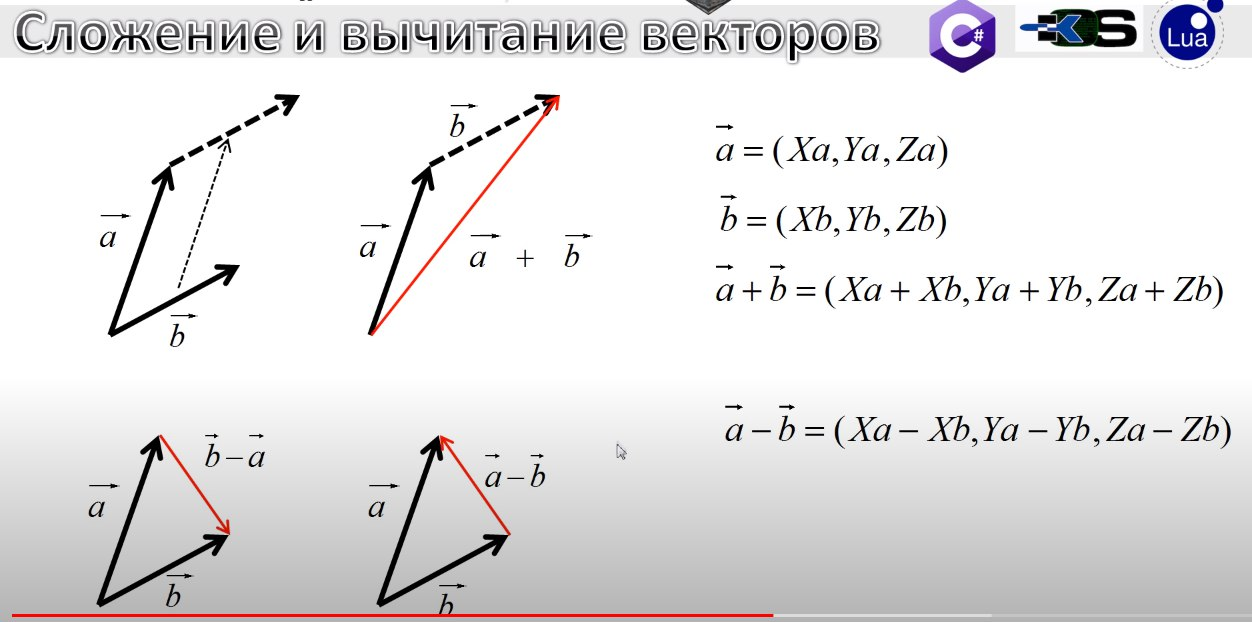 Сложение и вычитание векторов
C#
KOS
Lua
a
b
b
a
a + b
a = (Xa, Ya, Za)
b = (Xb, Yb, Zb)
a + b = (Xa + Xb, Ya + Yb, Za + Zb)
b – a
a
b
a – b
a
b
a – b = (Xa – Xb, Ya – Yb, Za – Zb)